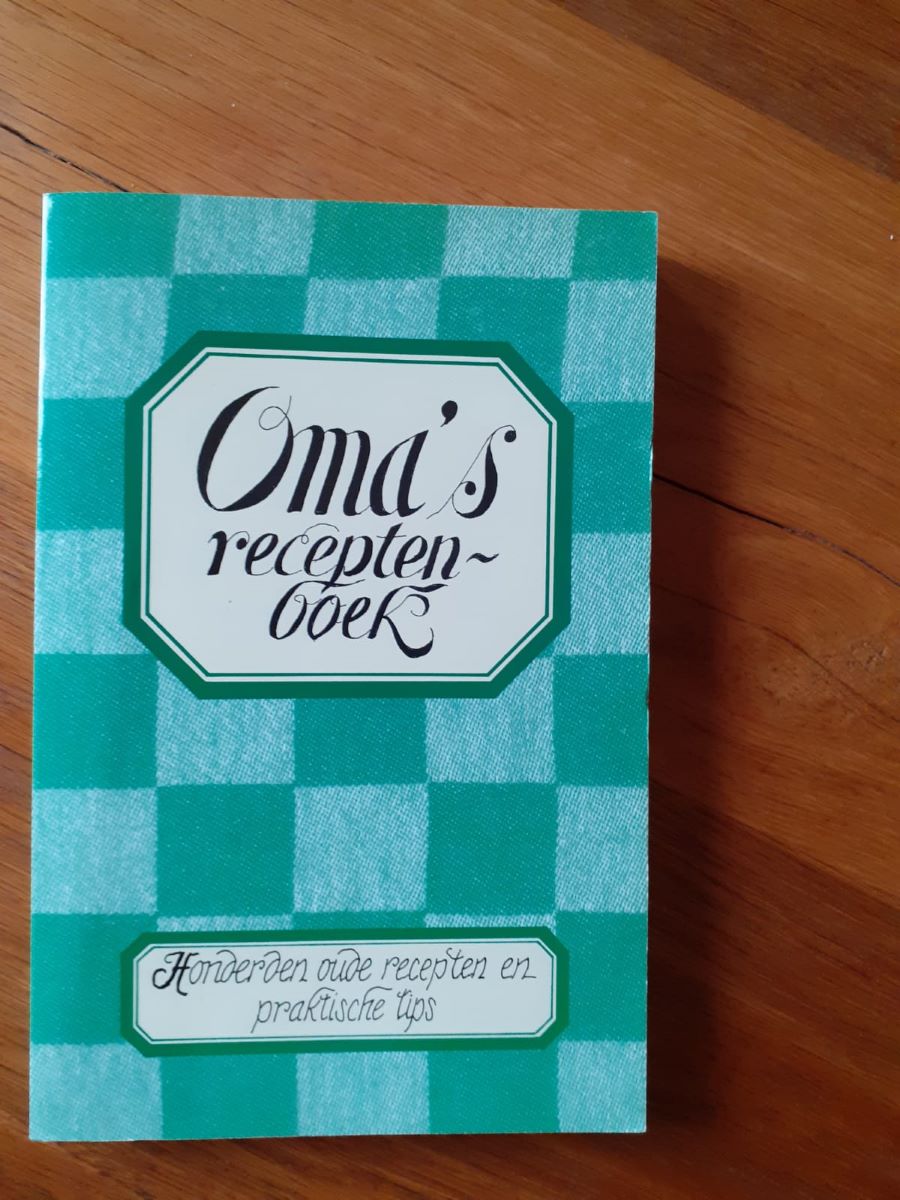 Oma's
recepten~
boek
Honderden oude recepten en
praktische tips